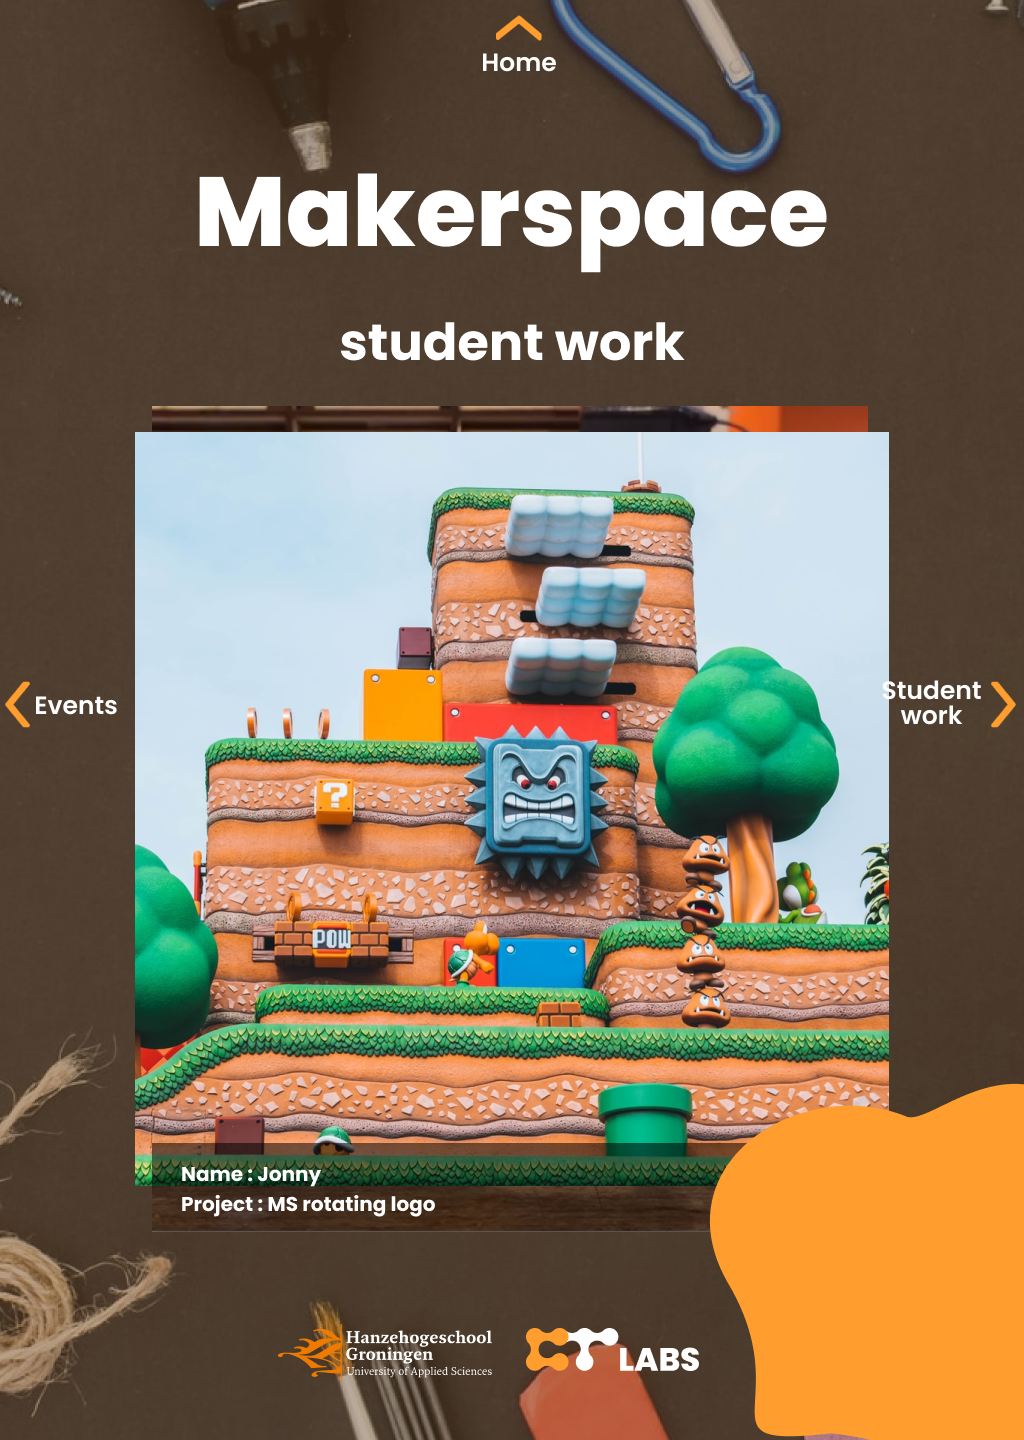 Home
Makerspace
student work
Events
Student
work
?
POW
Name : Jonny
Project : MS rotating logo
Hanzehogeschool
Groningen
University of Applied Sciences
CT LABS